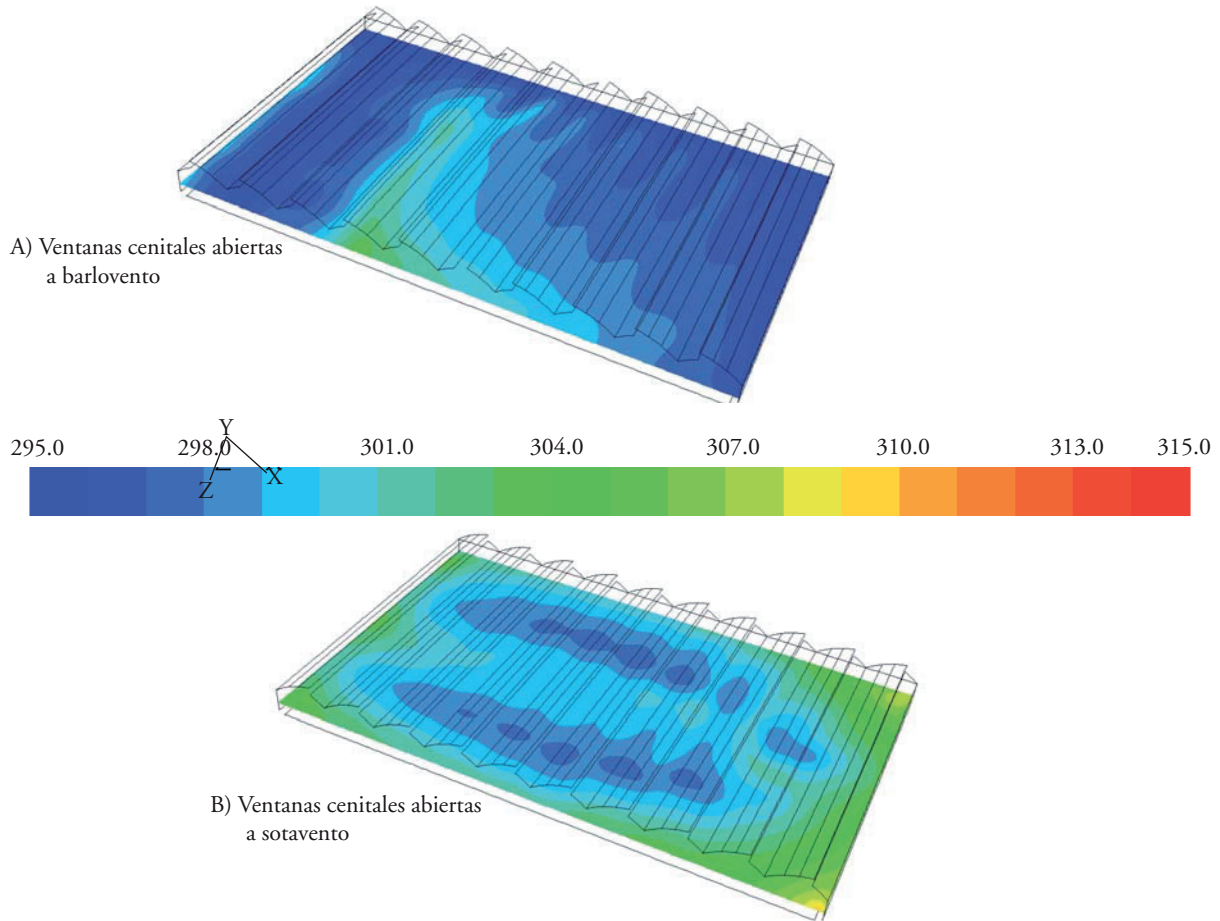 A) Ventanas cenitales abiertas
a barlovento
Y
295.0 298.0 301.0 304.0 307.0 310.0 313.0 315.0
Z X
B) Ventanas cenitales abiertas
a sotavento